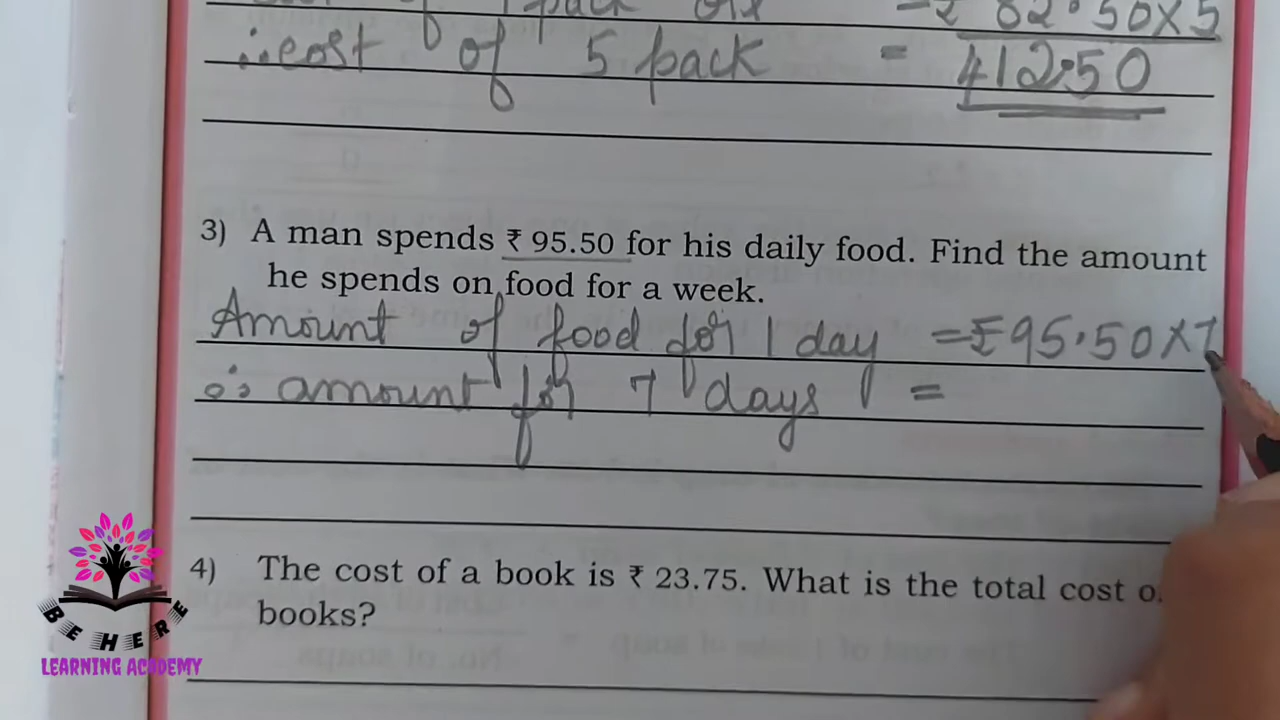 pack = ₹ 82.50×5
∴ cost of 5 pack = 412.50
3) A man spends ₹ 95.50 for his daily food. Find the amount
he spends on food for a week.
Amount of food for 1 day = ₹95.50×7
∴ amount for 7 days =
4) The cost of a book is ₹ 23.75. What is the total cost
books?
BE HERE
LEARNING ACADEMY